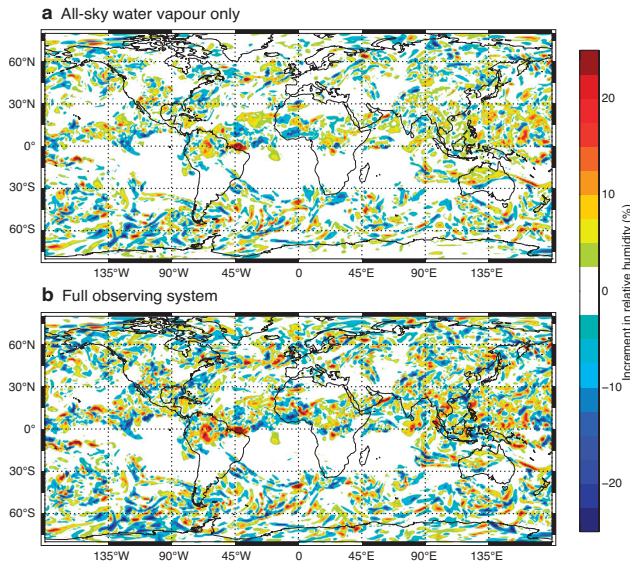 a All-sky water vapour only
60°N
30°N
0°
30°S
60°S
135°W 90°W 45°W 0 45°E 90°E 135°E
b Full observing system
60°N
30°N
0°
30°S
60°S
135°W 90°W 45°W 0 45°E 90°E 135°E
20
10
0
−10
−20
Increment in relative humidity (%)